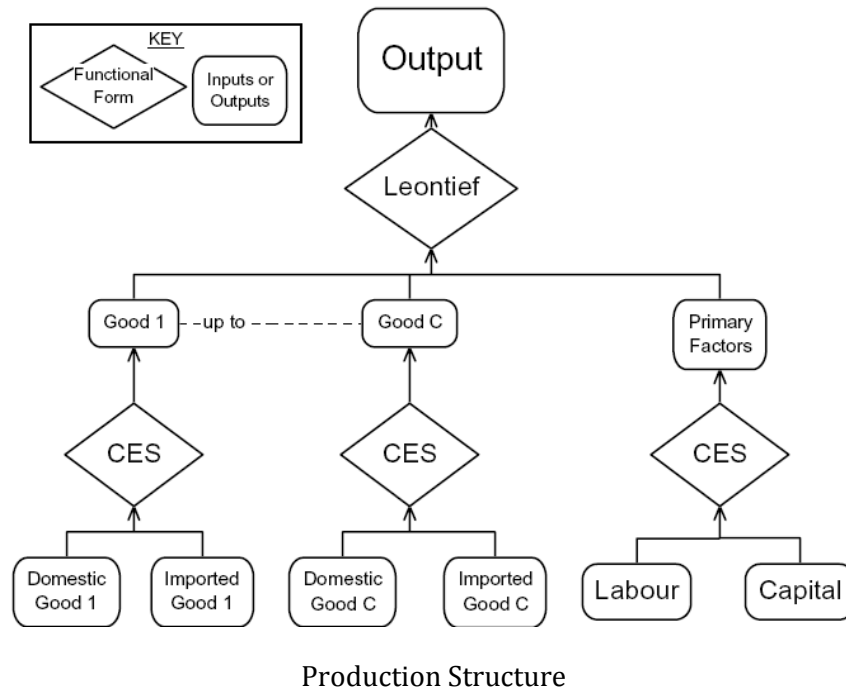 KEY
Functional
Form
Inputs or
Outputs
Output
Leontief
Good 1
up to
Good C
Primary
Factors
CES
CES
CES
Domestic
Good 1
Imported
Good 1
Domestic
Good C
Imported
Good C
Labour
Capital
Production Structure